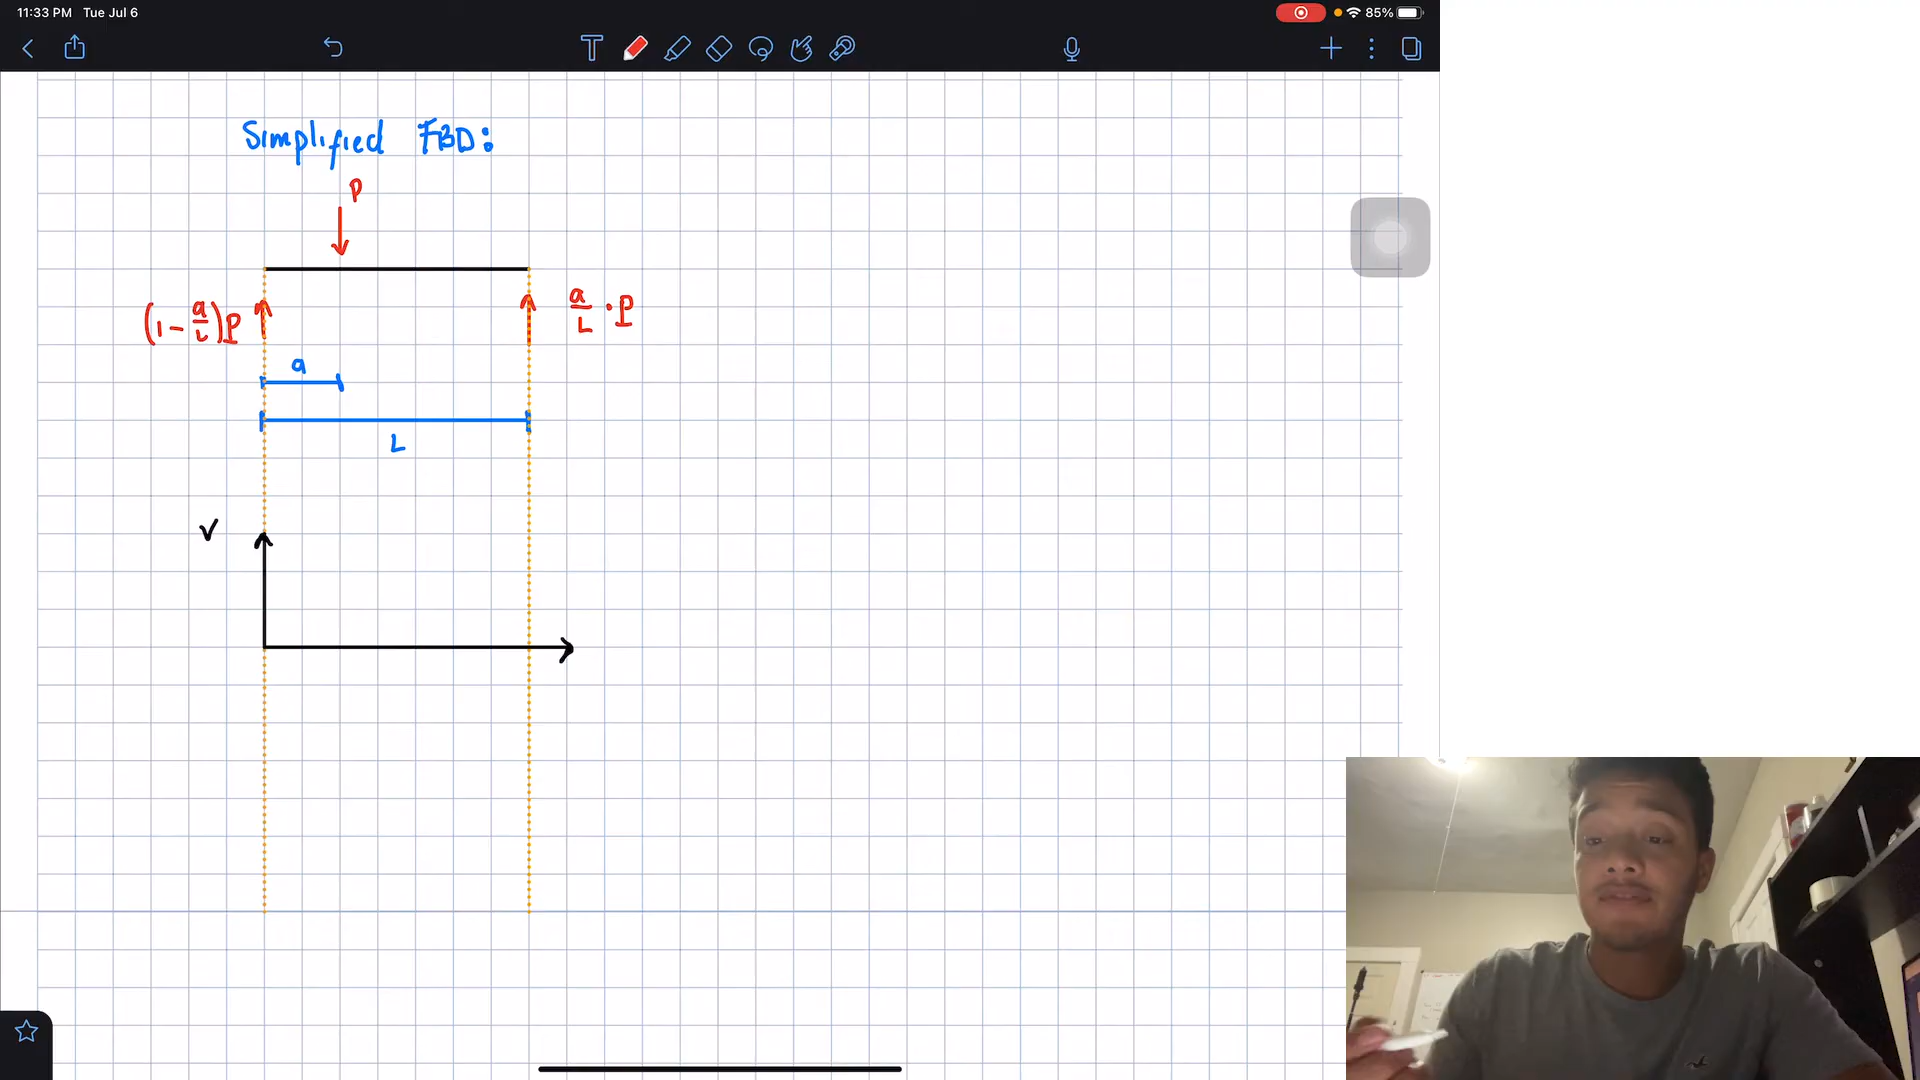 11:33 PM Tue Jul 6
85%
Simplified FBD:
P
(1 - a/L)P
a/L · P
a
L
V